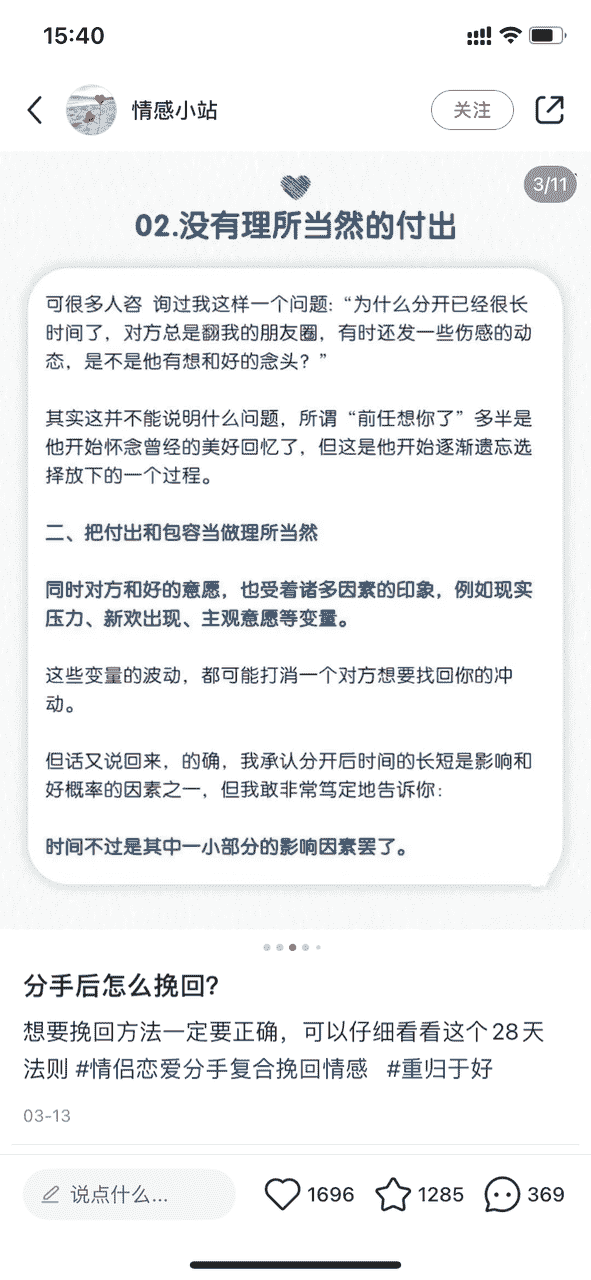 15:40
情感小站
关注
3/11
02.没有理所当然的付出
可很多人咨 询过我这样一个问题:“为什么分开已经很长
时间了，对方总是翻我的朋友圈，有时还发一些伤感的动
态，是不是他有想和好的念头？”
其实这并不能说明什么问题，所谓“前任想你了”多半是
他开始怀念曾经的美好回忆了，但这是他开始逐渐遗忘选
择放下的一个过程。
二、把付出和包容当做理所当然
同时对方和好的意愿，也受着诸多因素的印象，例如现实
压力、新欢出现、主观意愿等变量。
这些变量的波动，都可能打消一个对方想要找回你的冲
动。
但话又说回来，的确，我承认分开后时间的长短是影响和
好概率的因素之一，但我敢非常笃定地告诉你:
时间不过是其中一小部分的影响因素罢了。
分手后怎么挽回?
想要挽回方法一定要正确，可以仔细看看这个28天
法则 #情侣恋爱分手复合挽回情感 #重归于好
03-13
说点什么...
1696
1285
369